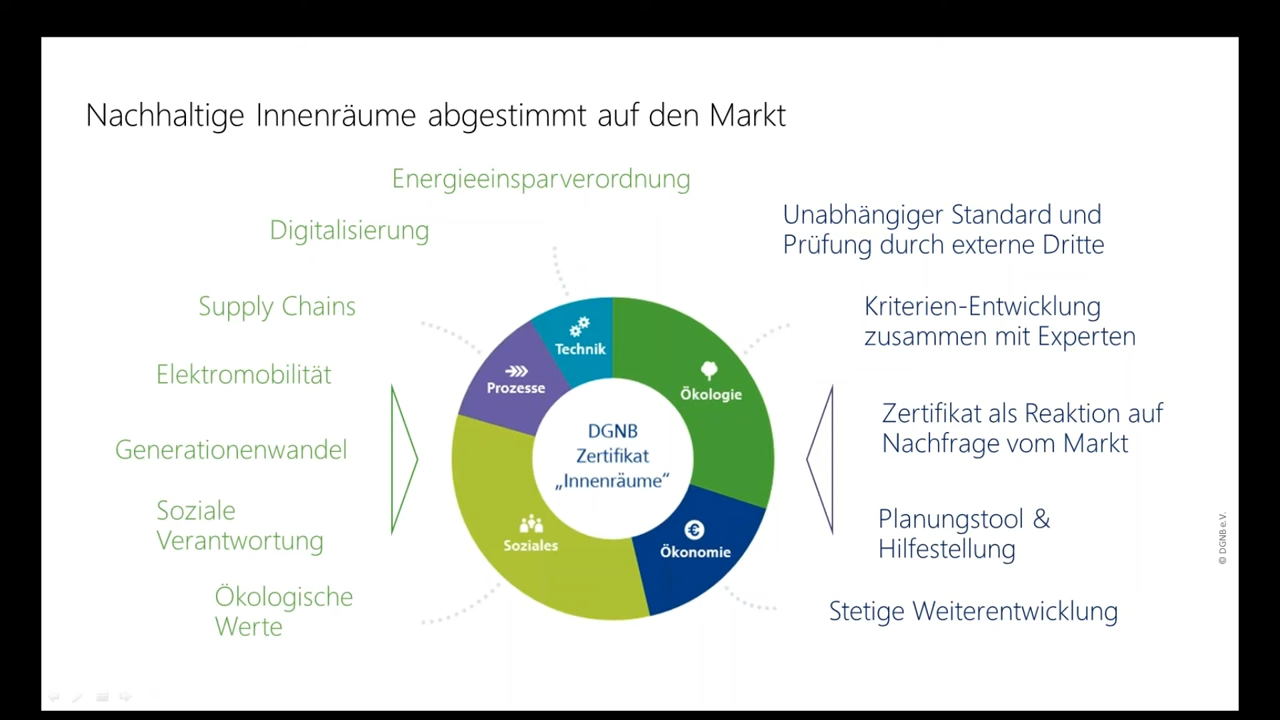 Nachhaltige Innenräume abgestimmt auf den Markt
Energieeinsparverordnung
Digitalisierung
Supply Chains
Elektromobilität
Generationenwandel
Soziale
Verantwortung
Ökologische
Werte
Technik
Prozesse
Ökologie
DGNB
Zertifikat
„Innenräume“
Soziales
Ökonomie
Unabhängiger Standard und
Prüfung durch externe Dritte
Kriterien-Entwicklung
zusammen mit Experten
Zertifikat als Reaktion auf
Nachfrage vom Markt
Planungstool &
Hilfestellung
Stetige Weiterentwicklung
© DGNB e.V.